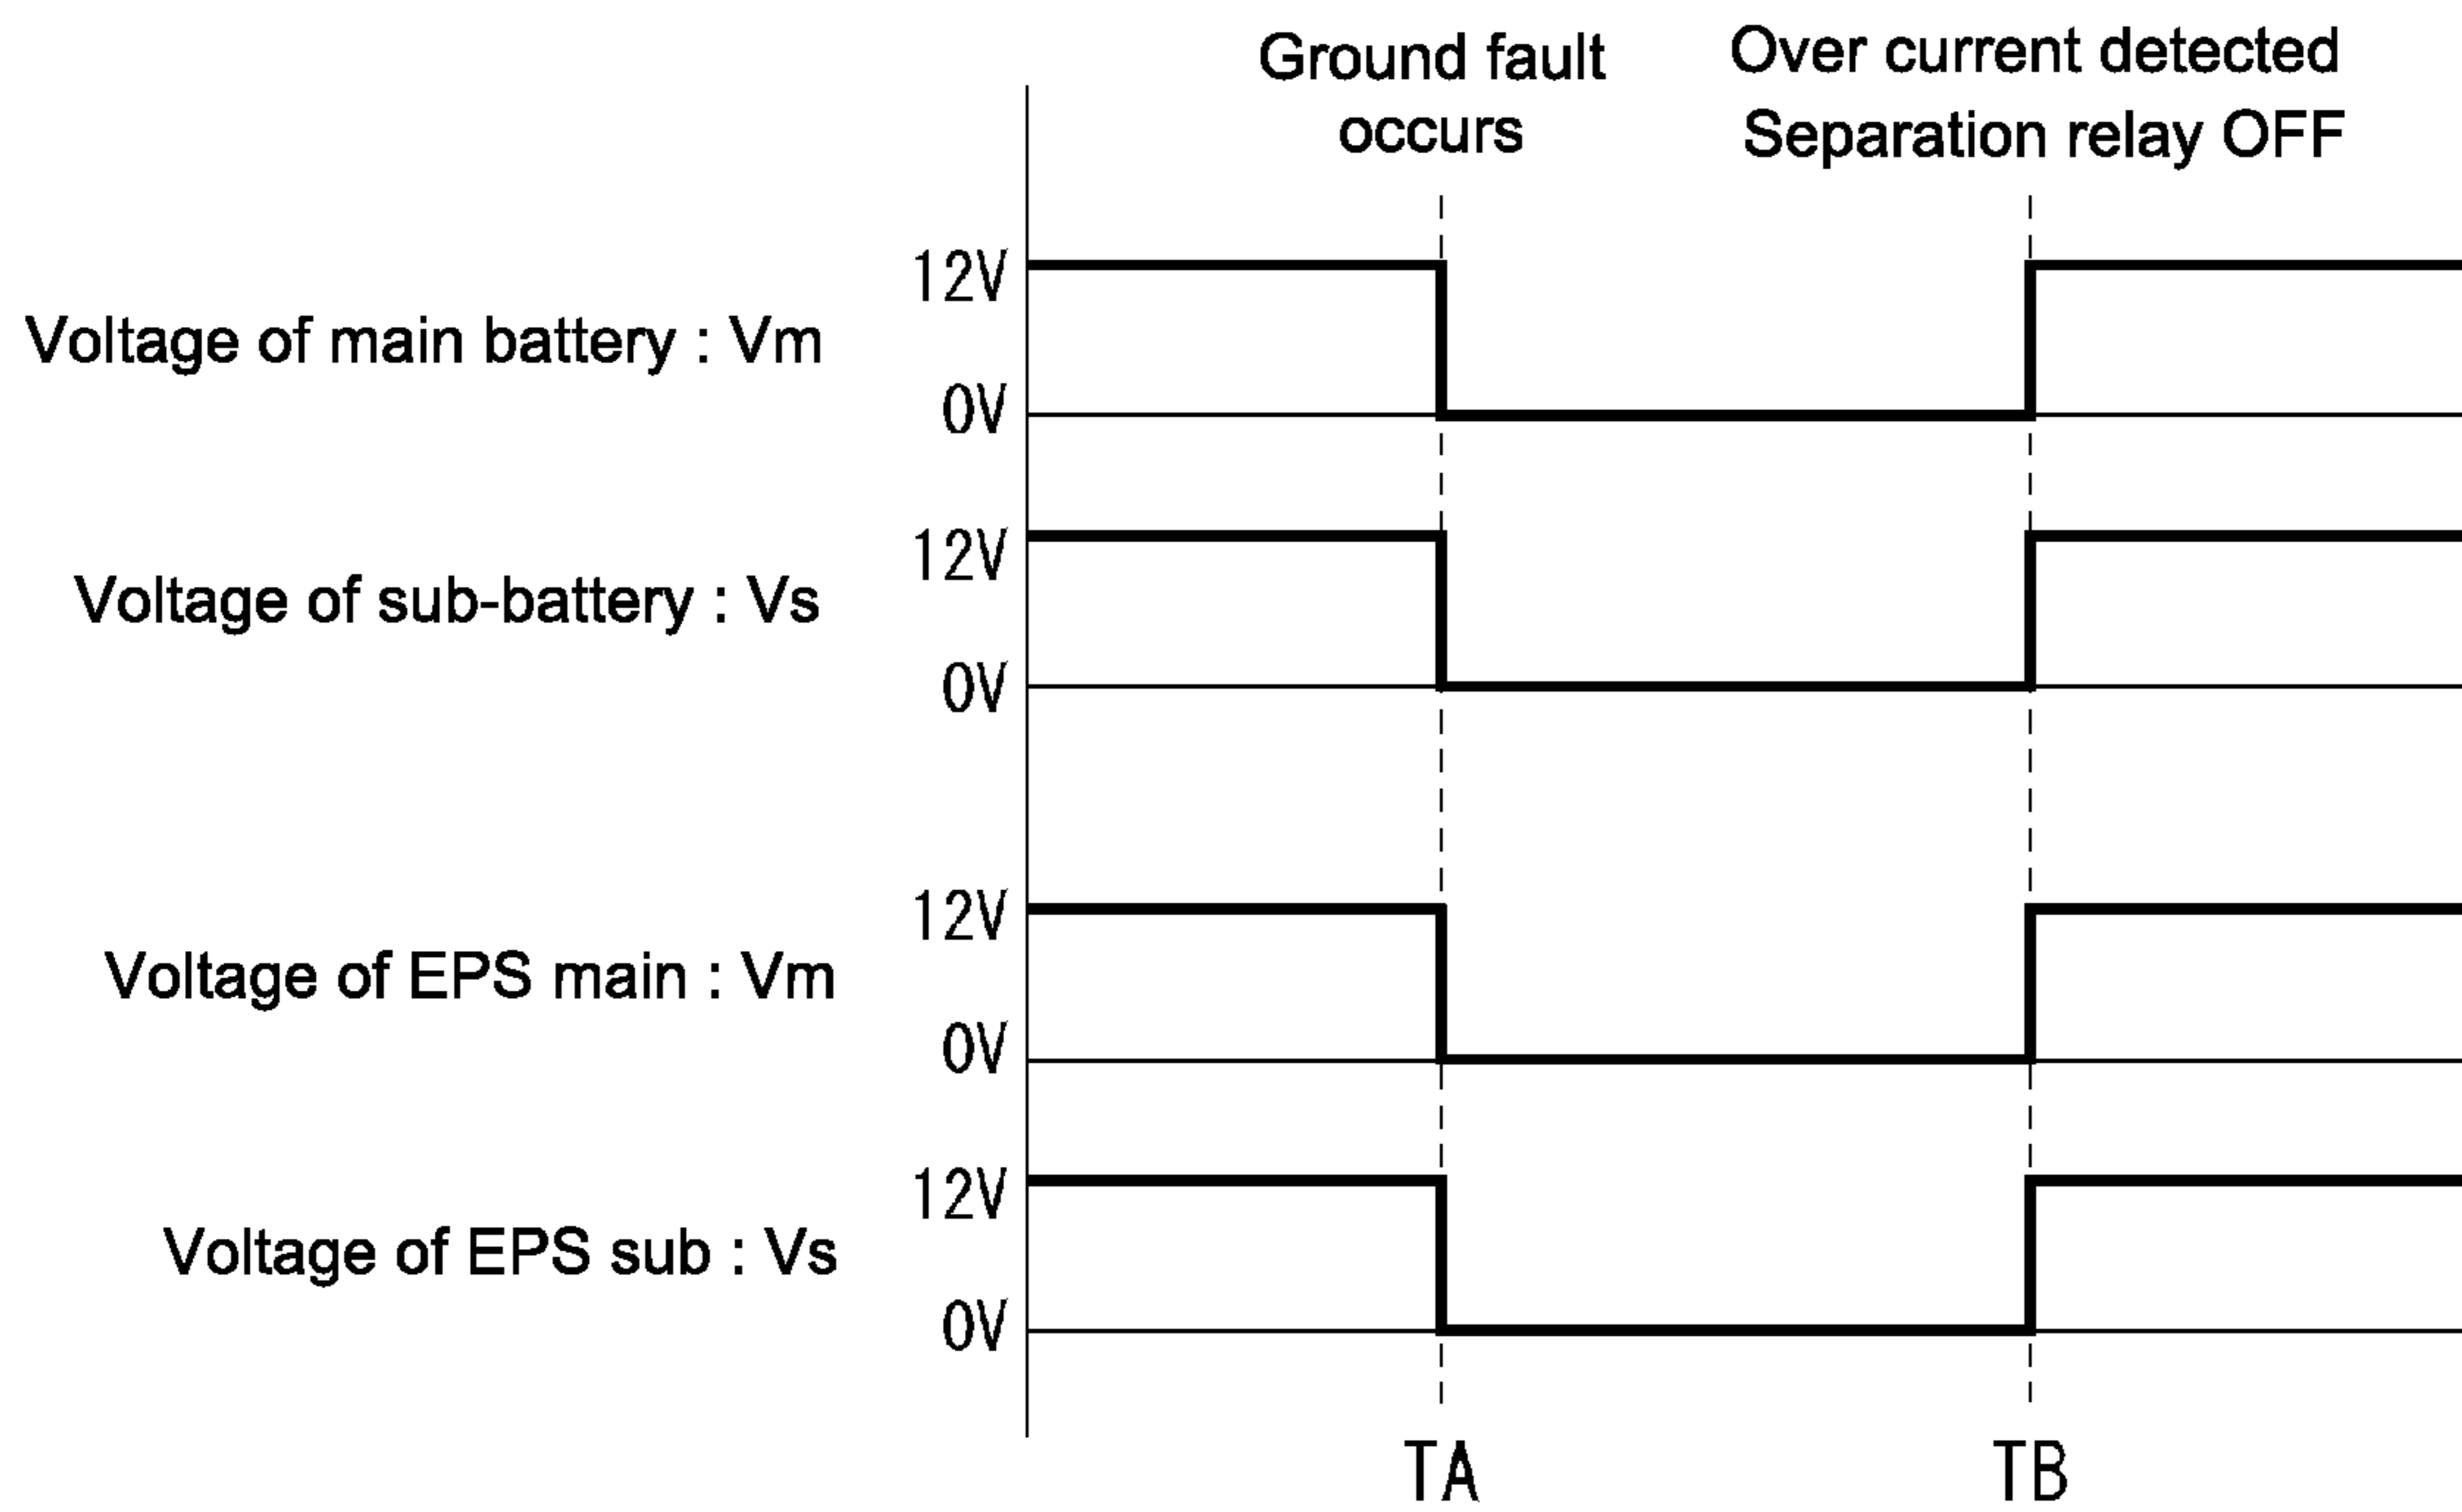 Ground fault
occurs
Over current detected
Separation relay OFF
12V
Voltage of main battery : Vm
0V
12V
Voltage of sub-battery : Vs
0V
12V
Voltage of EPS main : Vm
0V
12V
Voltage of EPS sub : Vs
0V
TA
TB